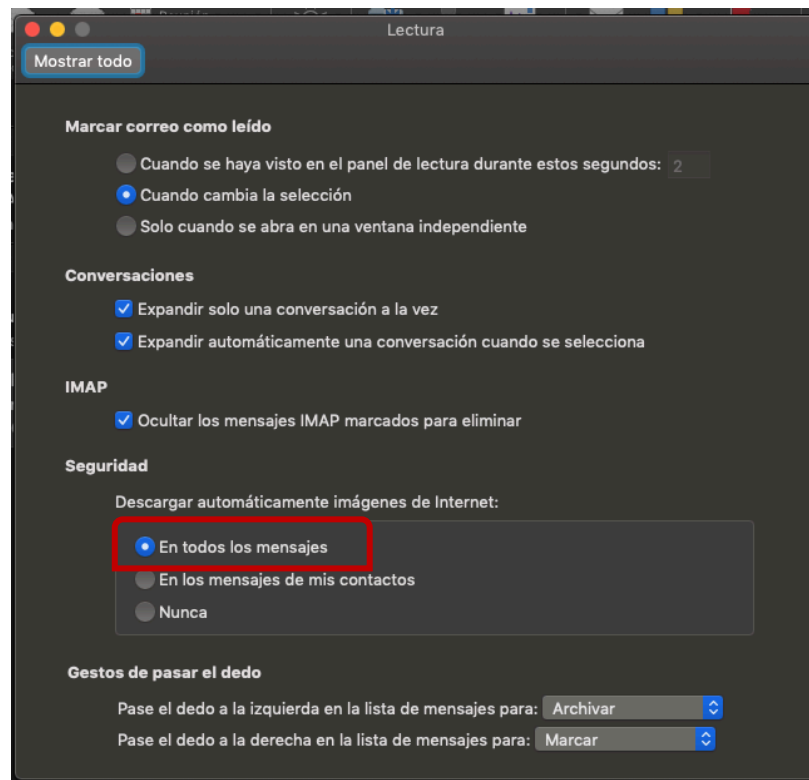 Lectura
Mostrar todo
Marcar correo como leído
Cuando se haya visto en el panel de lectura durante estos segundos: 2
Cuando cambia la selección
Solo cuando se abra en una ventana independiente
Conversaciones
Expandir solo una conversación a la vez
Expandir automáticamente una conversación cuando se selecciona
IMAP
Ocultar los mensajes IMAP marcados para eliminar
Seguridad
Descargar automáticamente imágenes de Internet:
En todos los mensajes
En los mensajes de mis contactos
Nunca
Gestos de pasar el dedo
Pase el dedo a la izquierda en la lista de mensajes para: Archivar
Pase el dedo a la derecha en la lista de mensajes para: Marcar